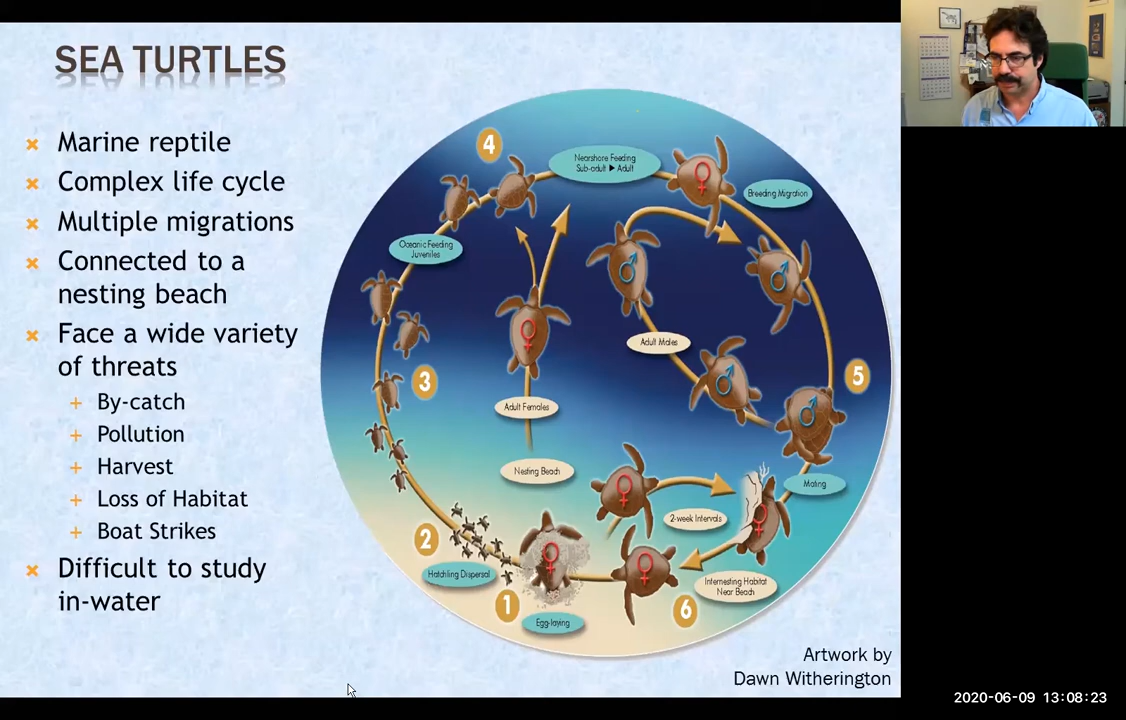 SEA TURTLES
Marine reptile
Complex life cycle
Multiple migrations
Connected to a
nesting beach
Face a wide variety
of threats
+ By-catch
+ Pollution
+ Harvest
+ Loss of Habitat
+ Boat Strikes
Difficult to study
in-water
4
Nearshore Feeding
Sub-adult ▶ Adult
♀
Breeding Migration
Oceanic Feeding
Juveniles
♂
♂
♀
Adult Males
3
♂
5
Adult Females
♂
Nesting Beach
Mating
♀
2-week Intervals
♀
2
♀
♀
Hatchling Dispersal
Internesting Habitat
Near Beach
1
6
Egg-laying
Artwork by
Dawn Witherington
2020-06-09 13:08:23